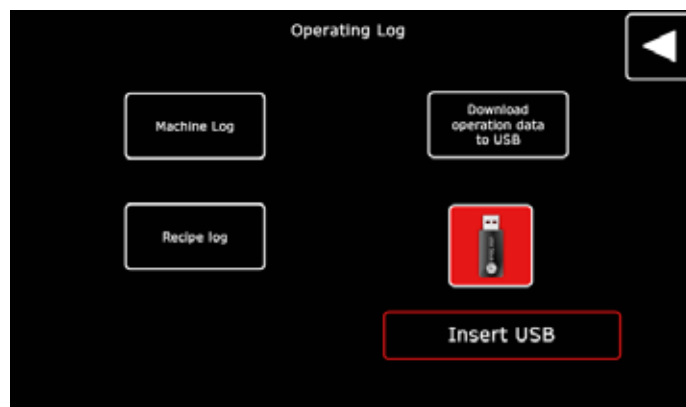 Operating Log
Machine Log
Download
operation data
to USB
Recipe log
Insert USB